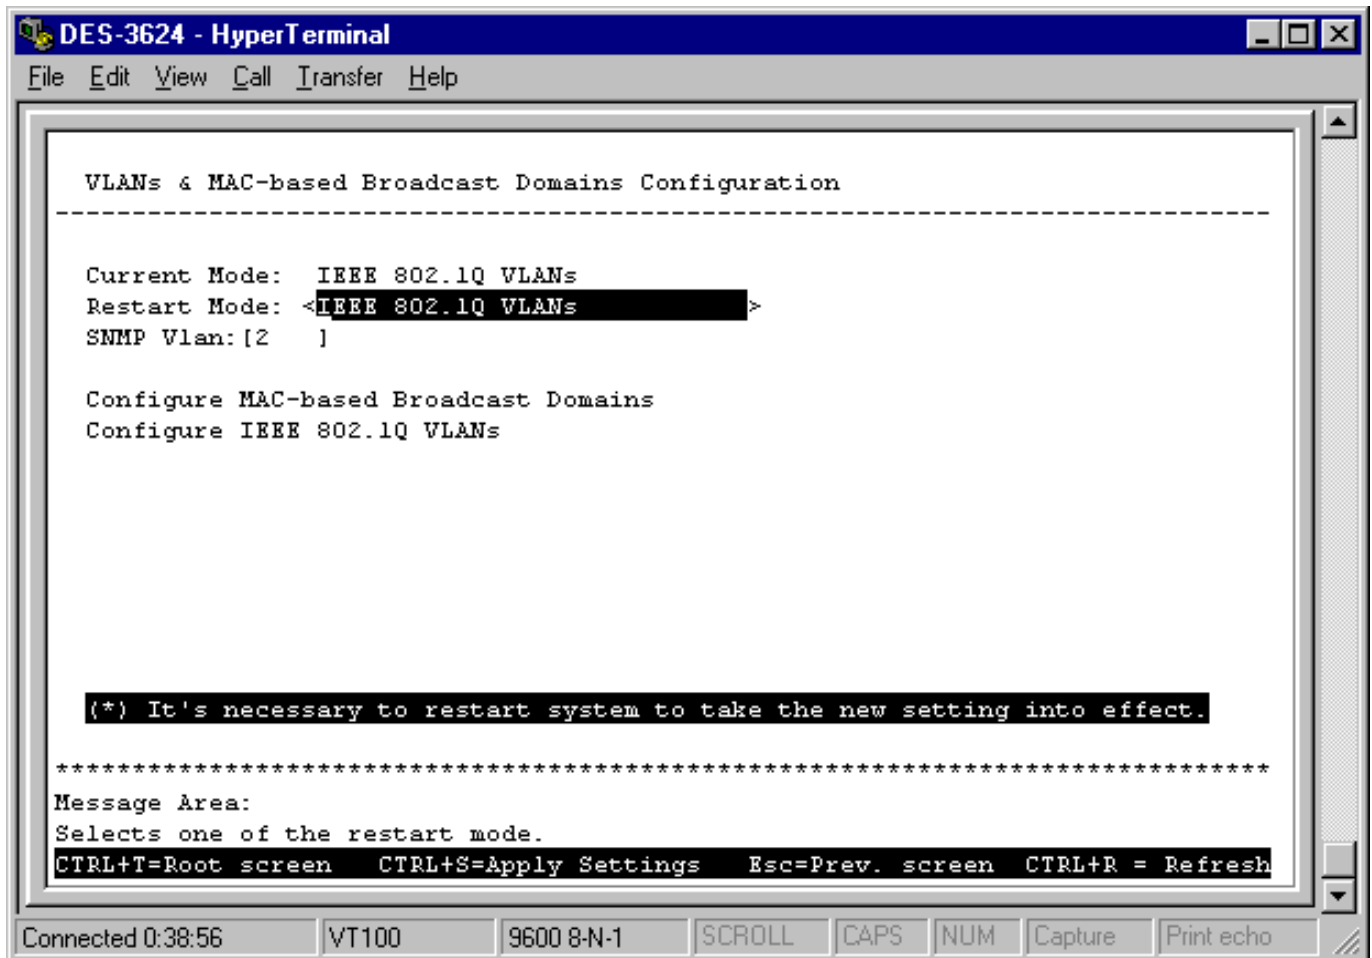 DES-3624 - HyperTerminal
File Edit View Call Transfer Help
VLANs & MAC-based Broadcast Domains Configuration
-------------------------------------------------------------------------------
Current Mode: IEEE 802.1Q VLANs
Restart Mode: <IEEE 802.1Q VLANs >
SNMP Vlan:[2 ]
Configure MAC-based Broadcast Domains
Configure IEEE 802.1Q VLANs
(*) It's necessary to restart system to take the new setting into effect.
*******************************************************************************
Message Area:
Selects one of the restart mode.
CTRL+T=Root screen CTRL+S=Apply Settings Esc=Prev. screen CTRL+R = Refresh
Connected 0:38:56 VT100 9600 8-N-1 SCROLL CAPS NUM Capture Print echo